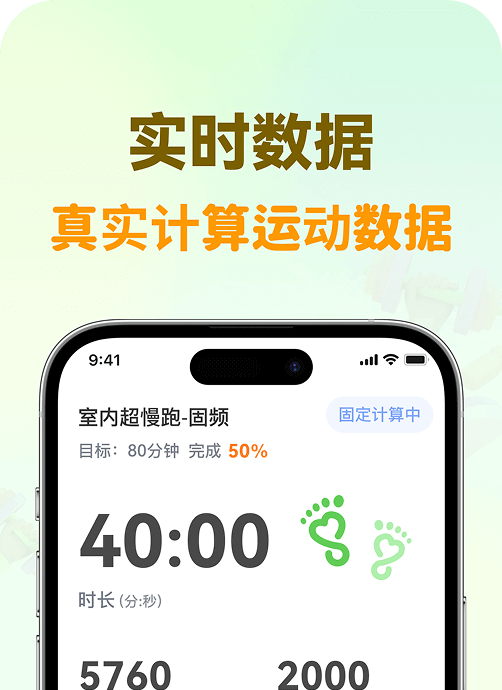 实时数据
真实计算运动数据
9:41
室内超慢跑-固频
固定计算中
目标：80分钟 完成 50%
40:00
时长 (分:秒)
5760
2000